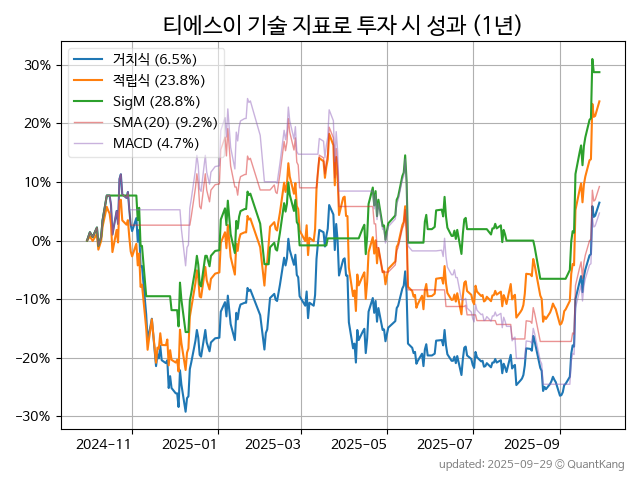 티에스이 기술 지표로 투자 시 성과 (1년)
거치식 (6.5%)
적립식 (23.8%)
SigM (28.8%)
SMA(20) (9.2%)
MACD (4.7%)
30%
20%
10%
0%
−10%
−20%
−30%
2024-11 2025-01 2025-03 2025-05 2025-07 2025-09
updated: 2025-09-29 © QuantKang